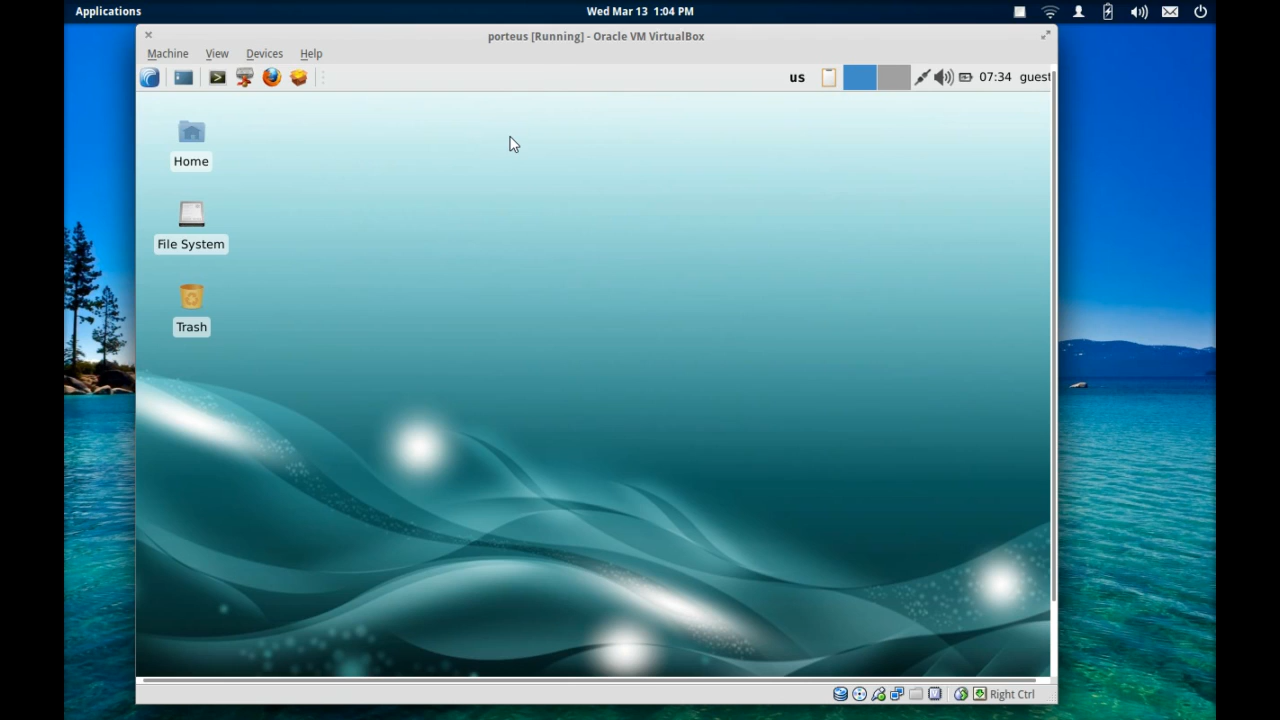 Applications
Wed Mar 13 1:04 PM
porteus [Running] - Oracle VM VirtualBox
Machine View Devices Help
us
07:34 guest
Home
File System
Trash
Right Ctrl